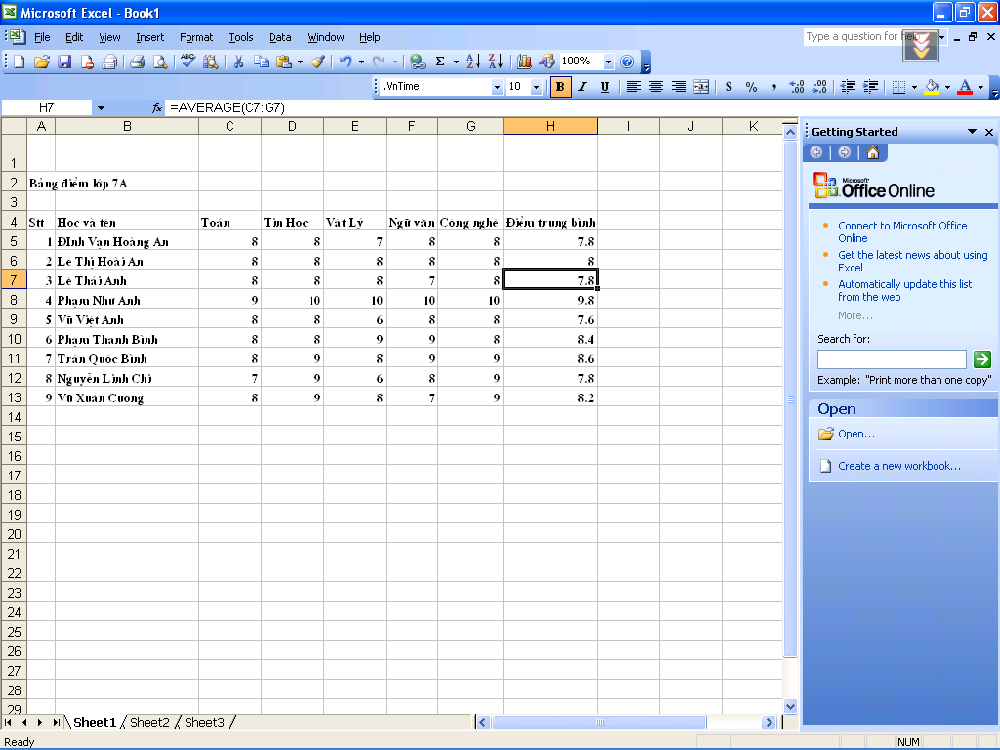 Microsoft Excel - Book1
File Edit View Insert Format Tools Data Window Help
Type a question for help
100%
.VnTime 10 B I U $ % ,
H7 fx =AVERAGE(C7:G7)
A B C D E F G H I J K
1
2 Bảng điểm lớp 7A
3
4 Stt Học và tên Toán Tin Học Vật Lý Ngữ văn Công nghệ Điểm trung bình
5 1 Đinh Vạn Hoàng An 8 8 7 8 8 7.8
6 2 Lê Thị Hoài An 8 8 8 8 8 8
7 3 Lê Thái Anh 8 8 8 7 8 7.8
8 4 Phạm Như Anh 9 10 10 10 10 9.8
9 5 Vũ Việt Anh 8 8 6 8 8 7.6
10 6 Phạm Thanh Bình 8 8 9 9 8 8.4
11 7 Trần Quốc Bình 8 9 8 9 9 8.6
12 8 Nguyễn Linh Chi 7 9 6 8 9 7.8
13 9 Vũ Xuân Cương 8 9 8 7 9 8.2
14
15
16
17
18
19
20
21
22
23
24
25
26
27
28
29
Sheet1 Sheet2 Sheet3
Ready NUM
Getting Started
Microsoft
Office Online
Connect to Microsoft Office
Online
Get the latest news about using
Excel
Automatically update this list
from the web
More...
Search for:
Example: "Print more than one copy"
Open
Open...
Create a new workbook...